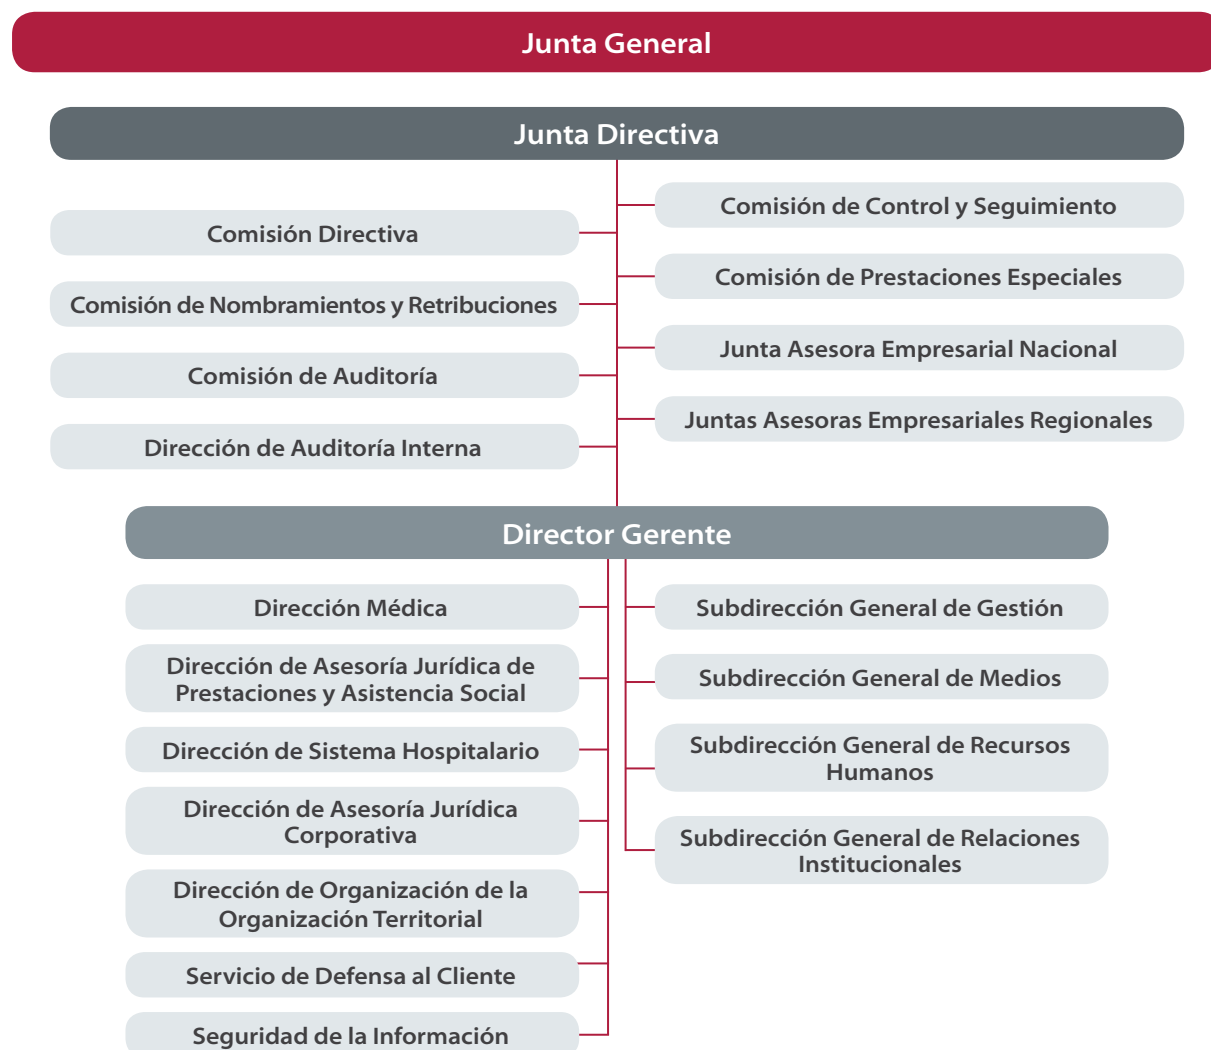 Junta General
Junta Directiva
Comisión Directiva
Comisión de Nombramientos y Retribuciones
Comisión de Auditoría
Dirección de Auditoría Interna
Comisión de Control y Seguimiento
Comisión de Prestaciones Especiales
Junta Asesora Empresarial Nacional
Juntas Asesoras Empresariales Regionales
Director Gerente
Dirección Médica
Dirección de Asesoría Jurídica de
Prestaciones y Asistencia Social
Dirección de Sistema Hospitalario
Dirección de Asesoría Jurídica
Corporativa
Dirección de Organización de la
Organización Territorial
Servicio de Defensa al Cliente
Seguridad de la Información
Subdirección General de Gestión
Subdirección General de Medios
Subdirección General de Recursos
Humanos
Subdirección General de Relaciones
Institucionales